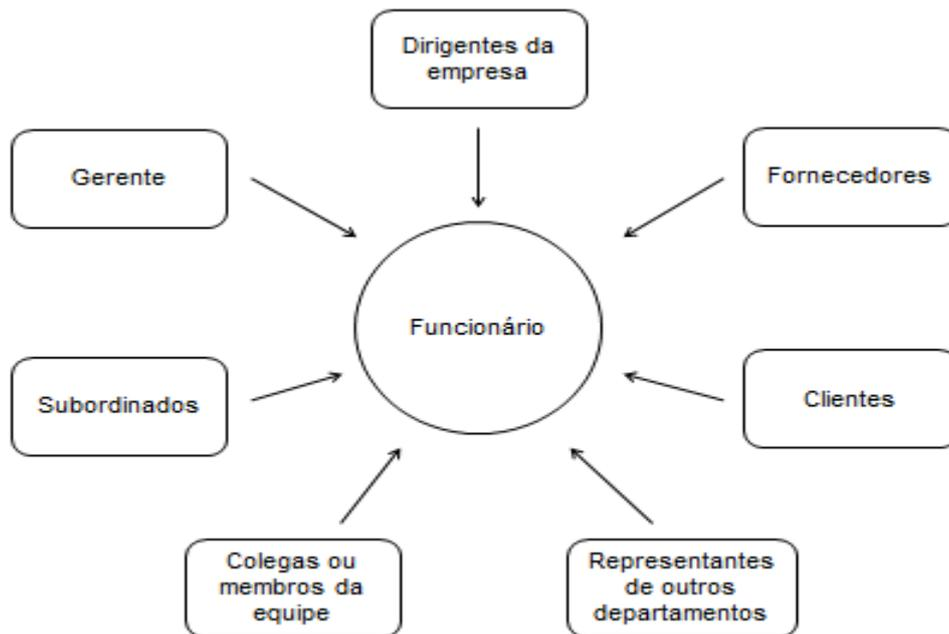 Dirigentes da
empresa
Gerente
Fornecedores
Funcionário
Subordinados
Clientes
Colegas ou
membros da
equipe
Representantes
de outros
departamentos